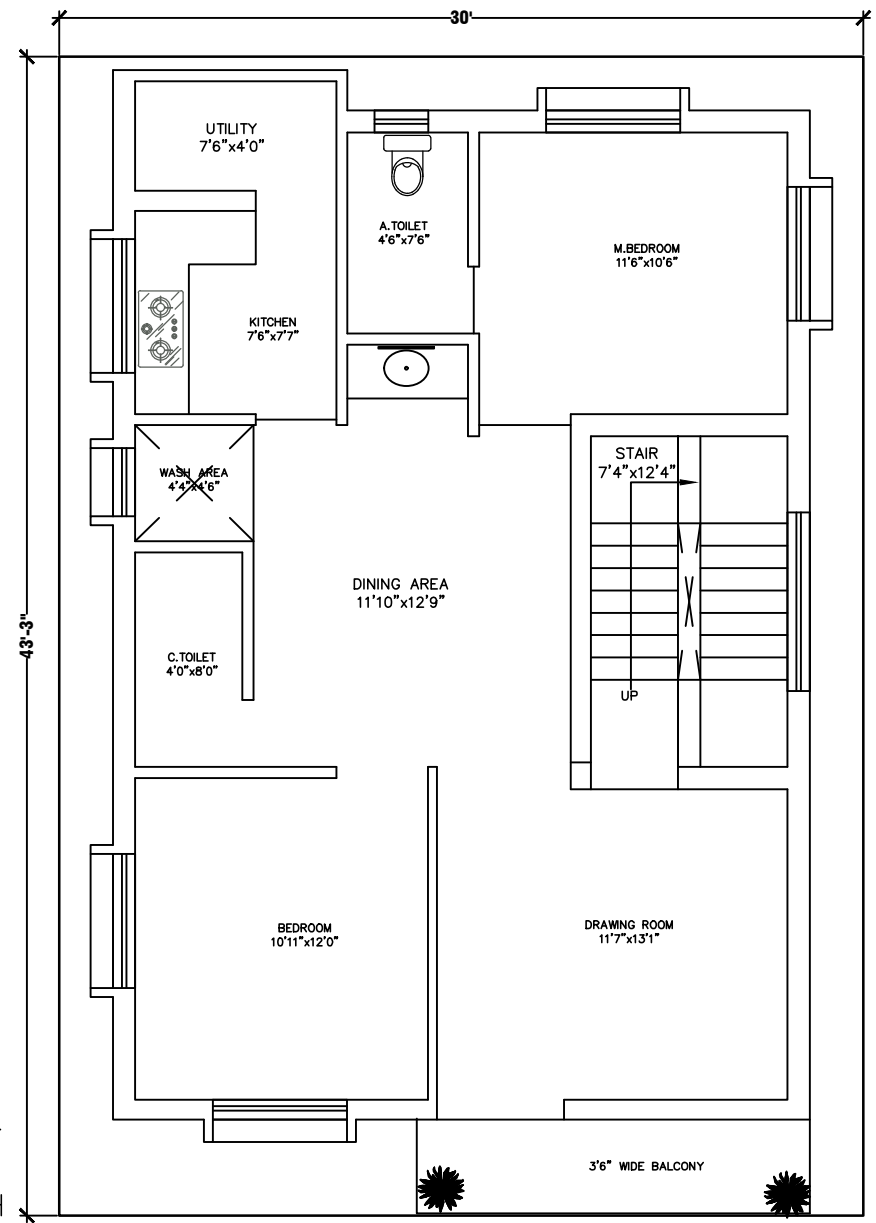 30'
UTILITY
7'6"x4'0"
A.TOILET
4'6"x7'6"
M.BEDROOM
11'6"x10'6"
KITCHEN
7'6"x7'7"
STAIR
7'4"x12'4"
WASH AREA
4'4"x4'6"
DINING AREA
11'10"x12'9"
43'-3"
C.TOILET
4'0"x8'0"
UP
BEDROOM
10'11"x12'0"
DRAWING ROOM
11'7"x13'1"
3'6" WIDE BALCONY